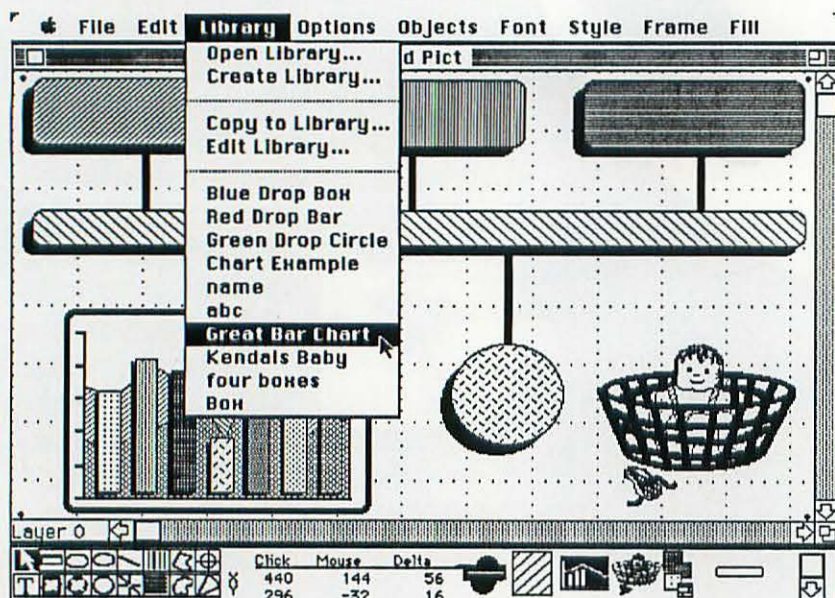 File Edit Library Options Objects Font Style Frame Fill
d Pict
Open Library...
Create Library...
Copy to Library...
Edit Library...
Blue Drop Box
Red Drop Bar
Green Drop Circle
Chart Example
name
abc
Great Bar Chart
Kendals Baby
four boxes
Box
Layer 0
Click Mouse Delta
440 144 56
296 -32 16
T